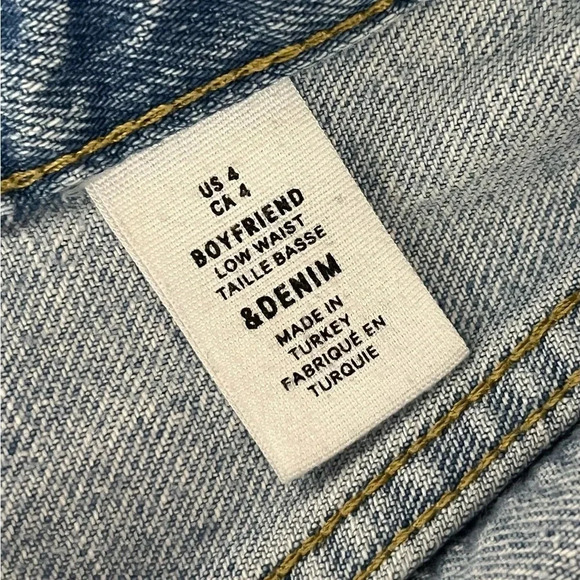 US 4
CA 4
BOYFRIEND
LOW WAIST
TAILLE BASSE
&DENIM
MADE IN
TURKEY
FABRIQUÉ EN
TURQUIE